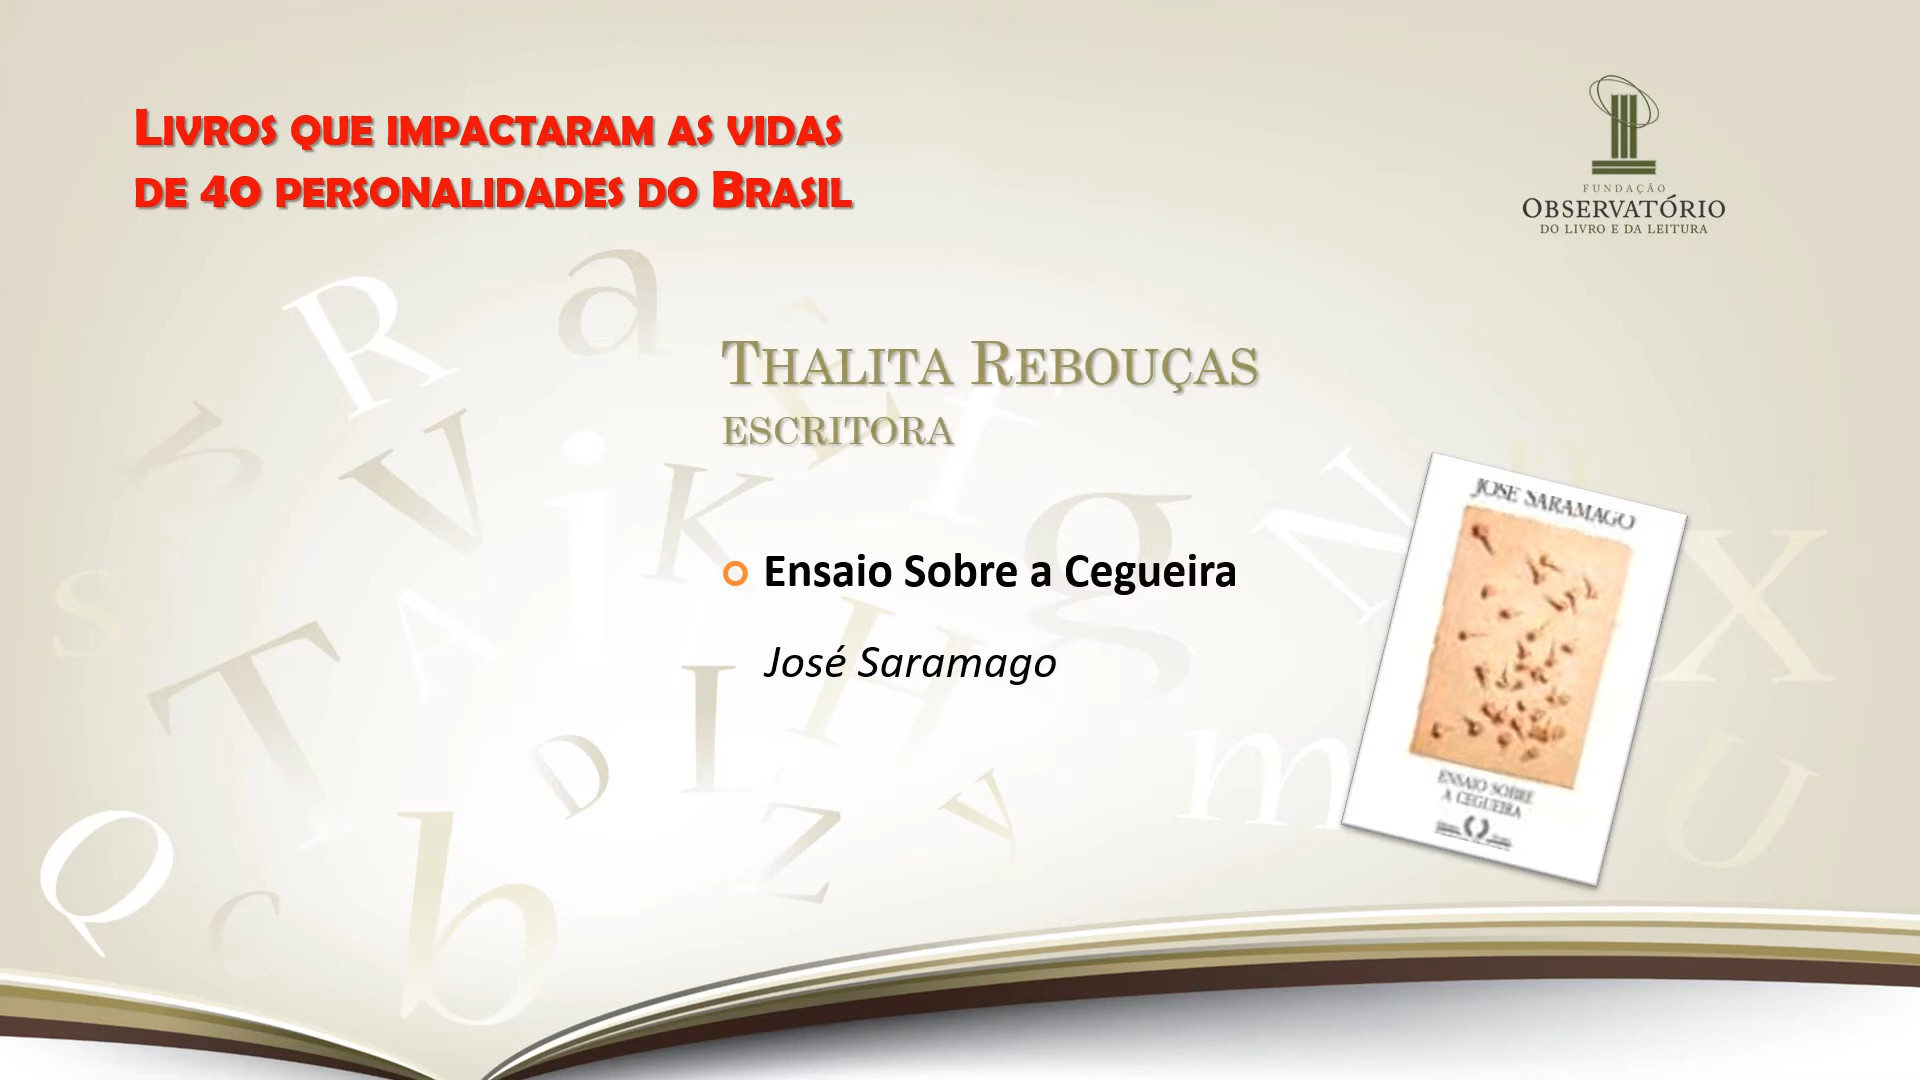 LIVROS QUE IMPACTARAM AS VIDAS
DE 40 PERSONALIDADES DO BRASIL
FUNDAÇÃO
OBSERVATÓRIO
DO LIVRO E DA LEITURA
THALITA REBOUÇAS
ESCRITORA
Ensaio Sobre a Cegueira
José Saramago
JOSÉ SARAMAGO
ENSAIO SOBRE
A CEGUEIRA